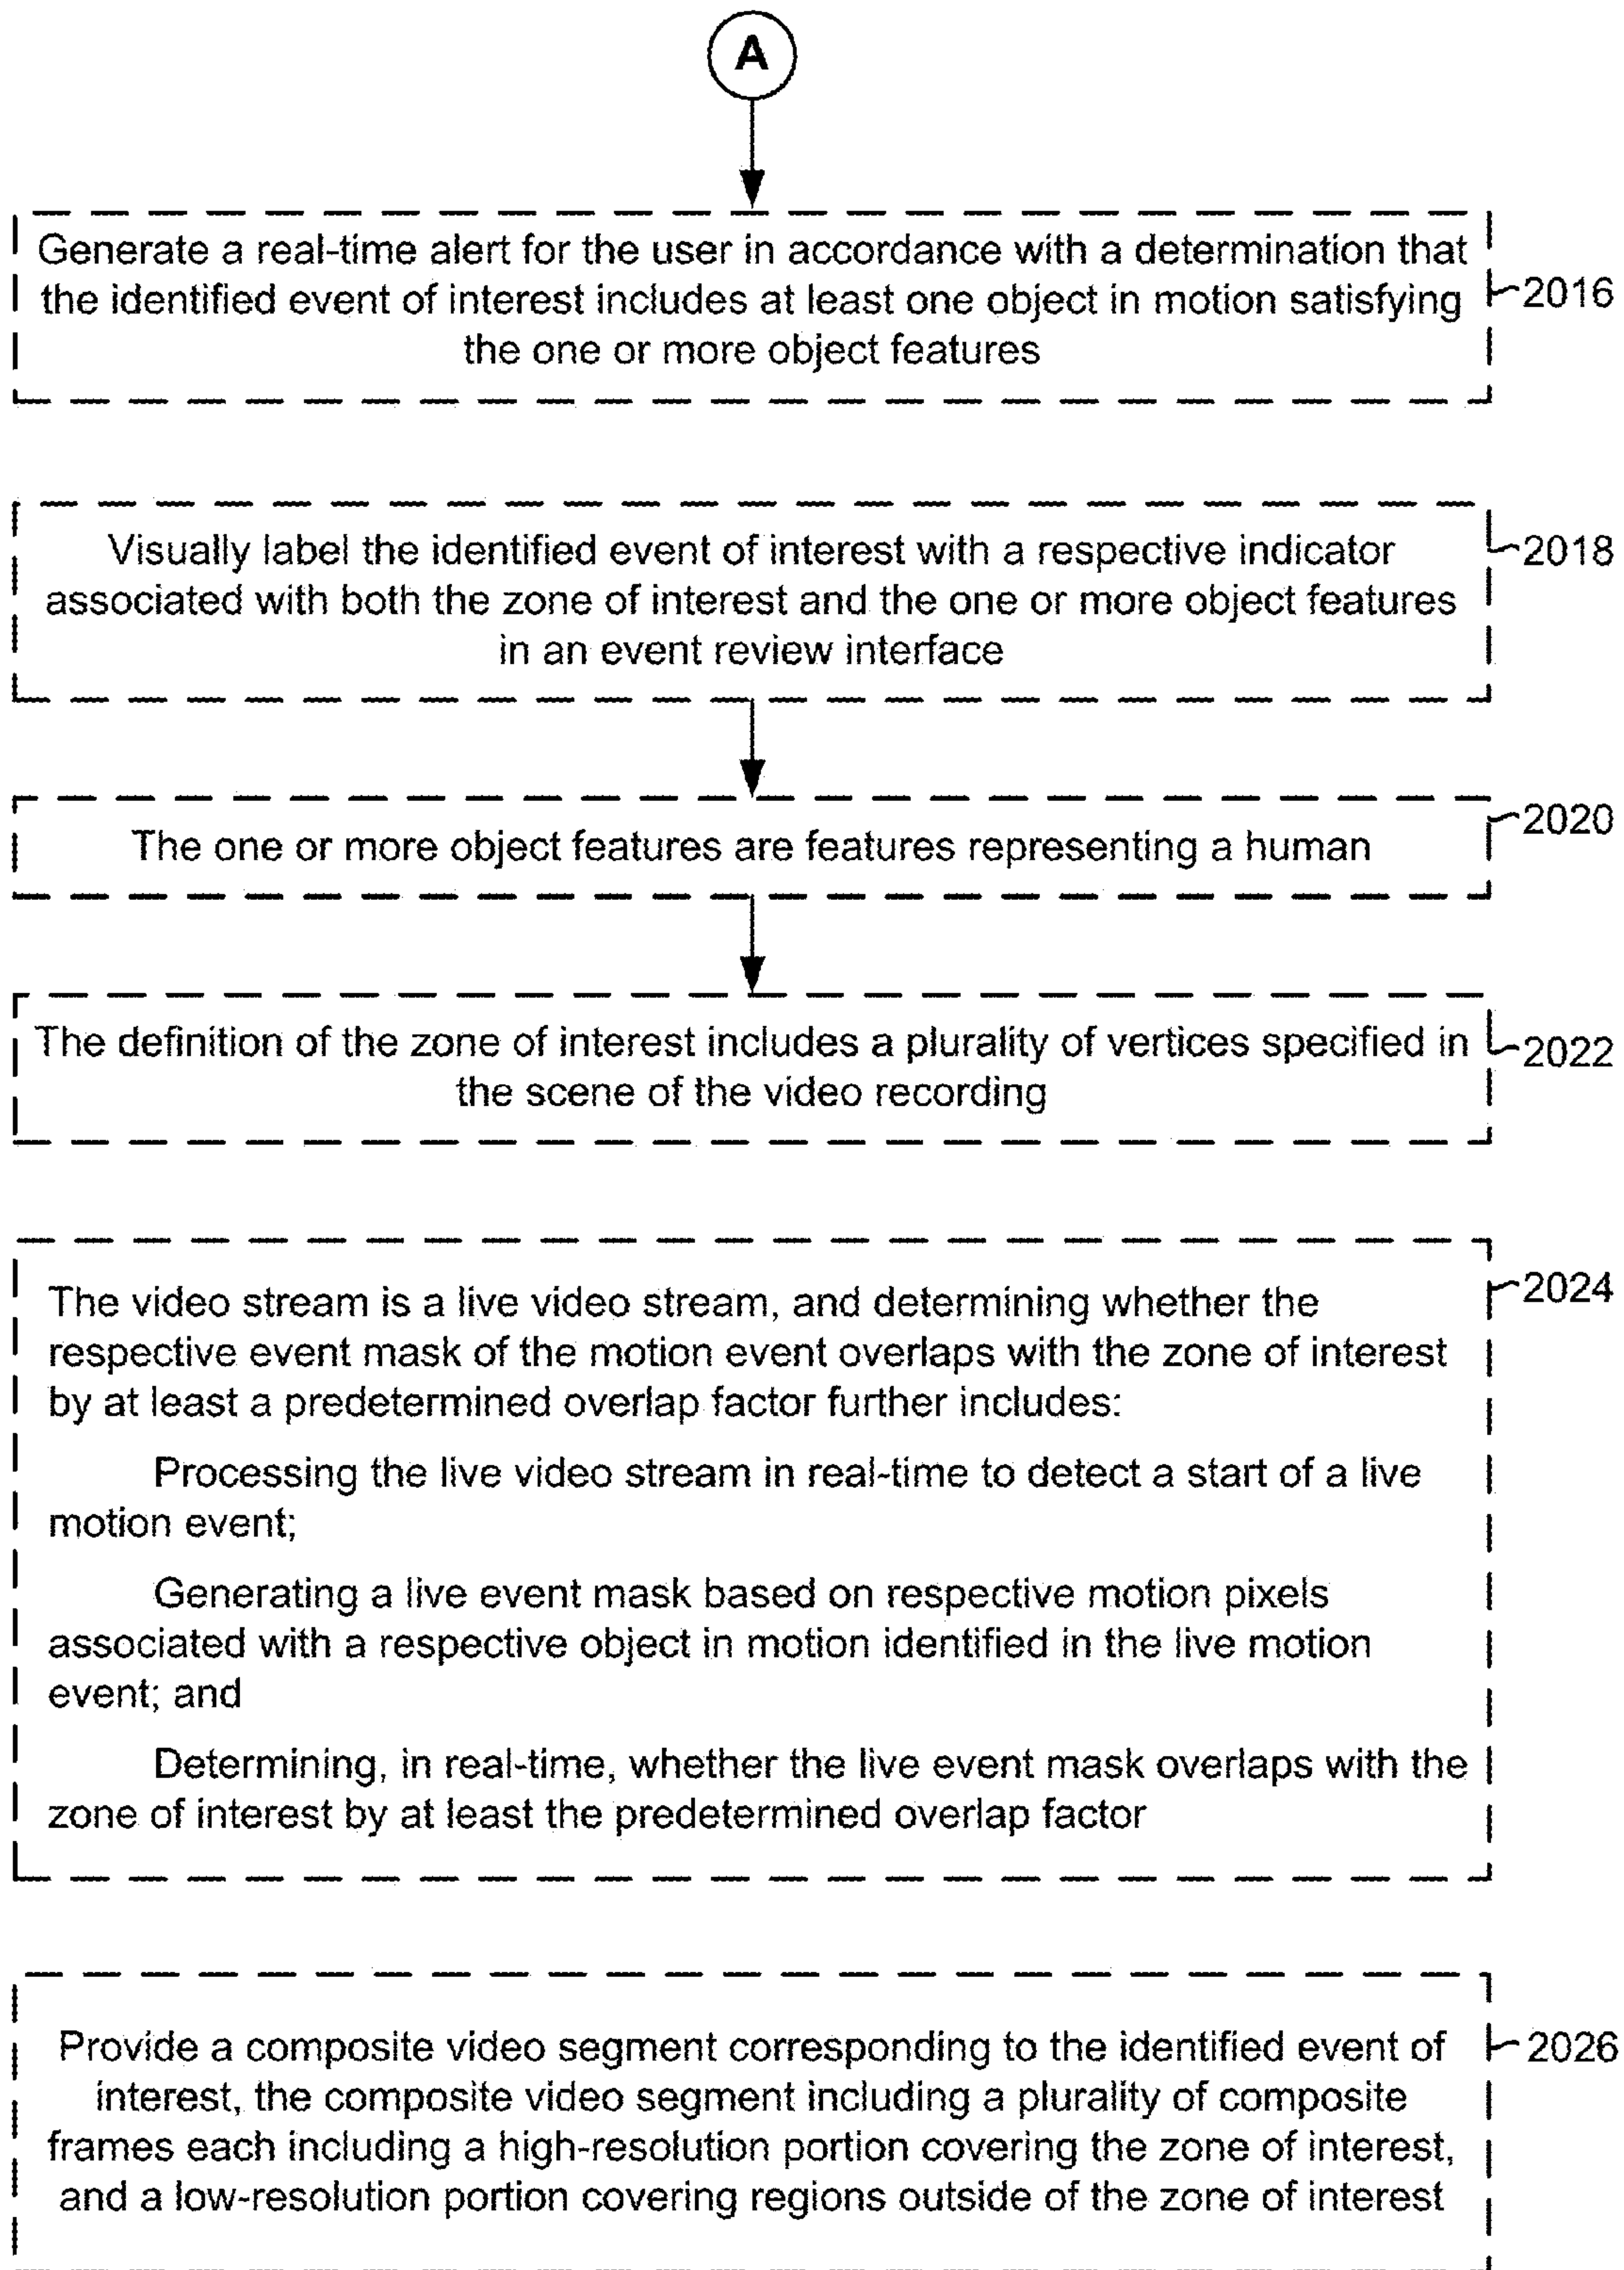 A
Generate a real-time alert for the user in accordance with a determination that
the identified event of interest includes at least one object in motion satisfying
the one or more object features
2016
Visually label the identified event of interest with a respective indicator
associated with both the zone of interest and the one or more object features
in an event review interface
2018
The one or more object features are features representing a human
2020
The definition of the zone of interest includes a plurality of vertices specified in
the scene of the video recording
2022
The video stream is a live video stream, and determining whether the
respective event mask of the motion event overlaps with the zone of interest
by at least a predetermined overlap factor further includes:
Processing the live video stream in real-time to detect a start of a live
motion event;
Generating a live event mask based on respective motion pixels
associated with a respective object in motion identified in the live motion
event; and
Determining, in real-time, whether the live event mask overlaps with the
zone of interest by at least the predetermined overlap factor
2024
Provide a composite video segment corresponding to the identified event of
interest, the composite video segment including a plurality of composite
frames each including a high-resolution portion covering the zone of interest,
and a low-resolution portion covering regions outside of the zone of interest
2026